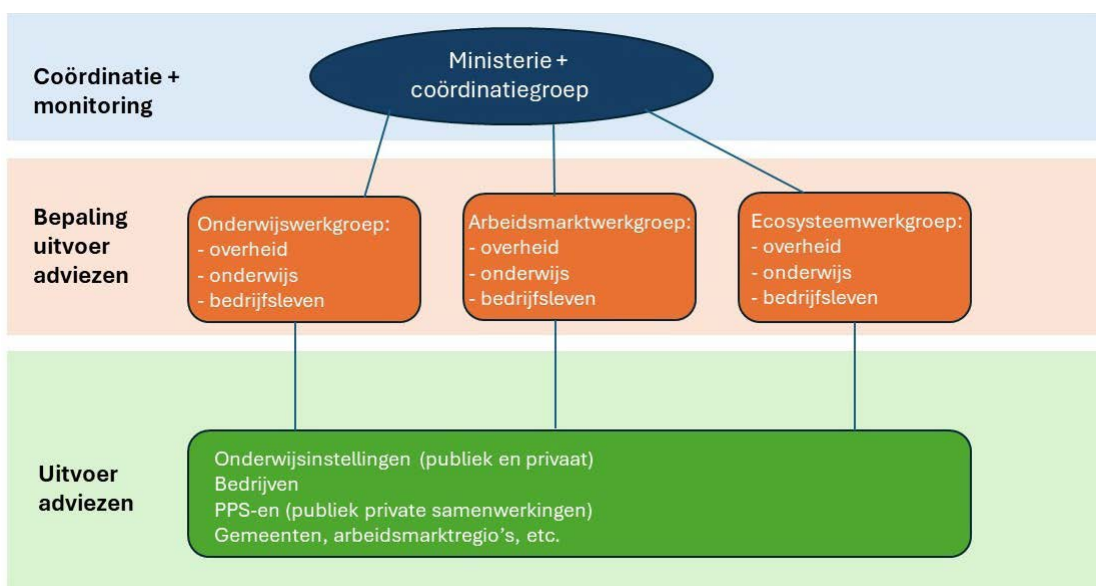 Coördinatie +
monitoring
Ministerie +
coördinatiegroep
Bepaling
uitvoer
adviezen
Onderwijswerkgroep:
- overheid
- onderwijs
- bedrijfsleven
Arbeidsmarktwerkgroep:
- overheid
- onderwijs
- bedrijfsleven
Ecosysteemwerkgroep:
- overheid
- onderwijs
- bedrijfsleven
Uitvoer
adviezen
Onderwijsinstellingen (publiek en privaat)
Bedrijven
PPS-en (publiek private samenwerkingen)
Gemeenten, arbeidsmarktregio's, etc.